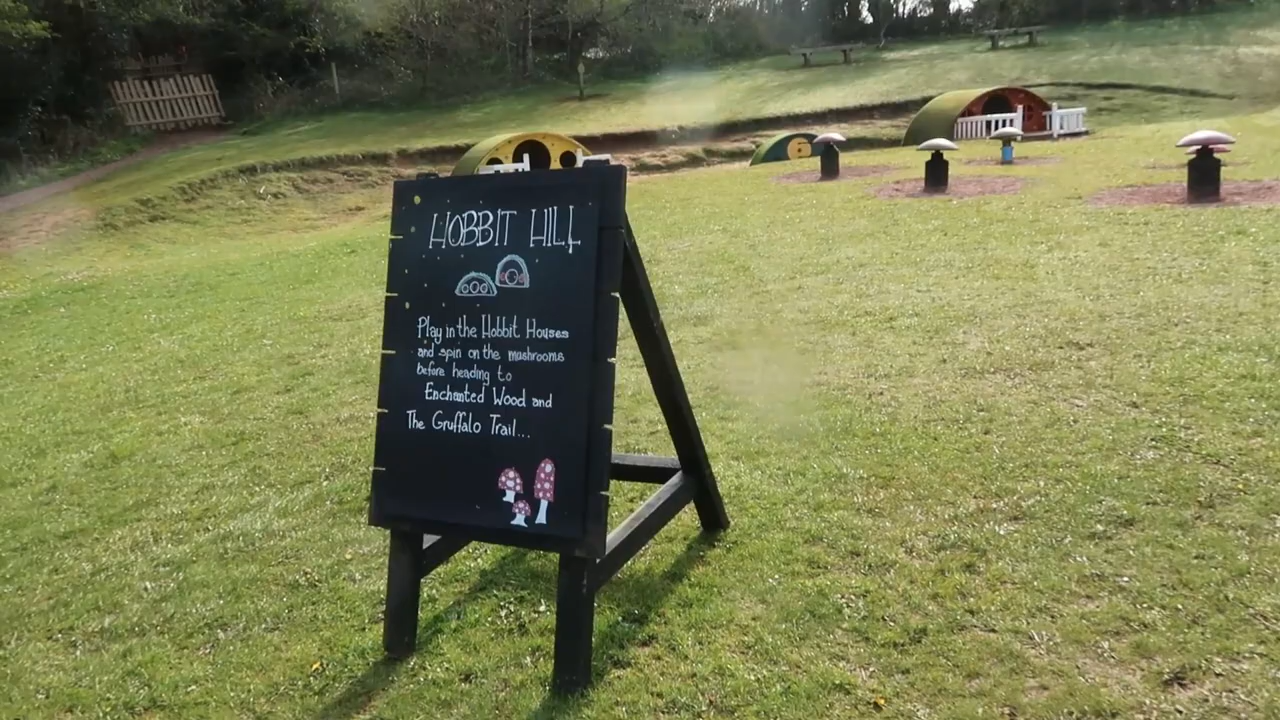 HOBBIT HILL
Play in the Hobbit Houses
and spin on the mushrooms
before heading to
Enchanted Wood and
The Gruffalo Trail...
6